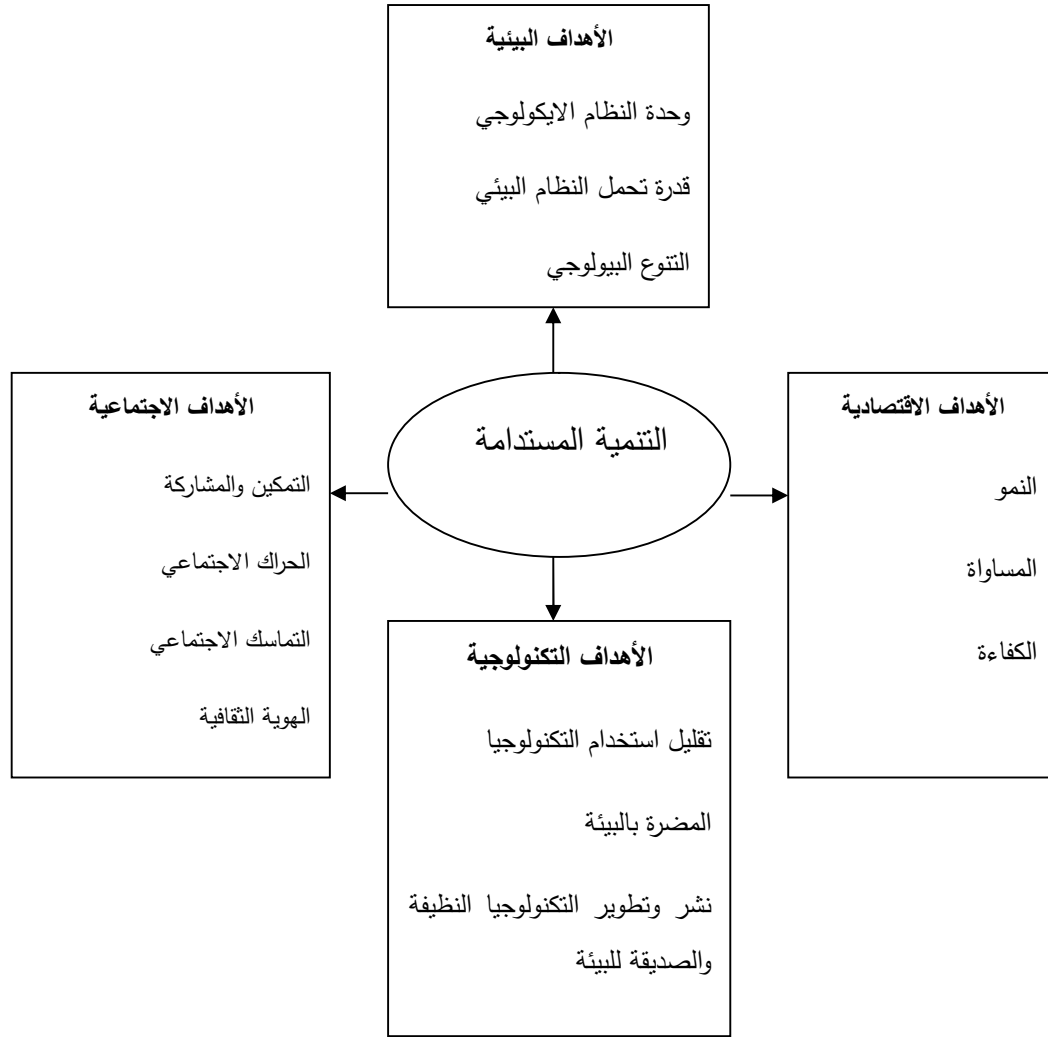 الأهداف البيئية
وحدة النظام الايكولوجي
قدرة تحمل النظام البيئي
التنوع البيولوجي
الأهداف الاقتصادية
النمو
المساواة
الكفاءة
التنمية المستدامة
الأهداف الاجتماعية
التمكين والمشاركة
الحراك الاجتماعي
التماسك الاجتماعي
الهوية الثقافية
الأهداف التكنولوجية
تقليل استخدام التكنولوجيا
المضرة بالبيئة
نشر وتطوير التكنولوجيا النظيفة
والصديقة للبيئة